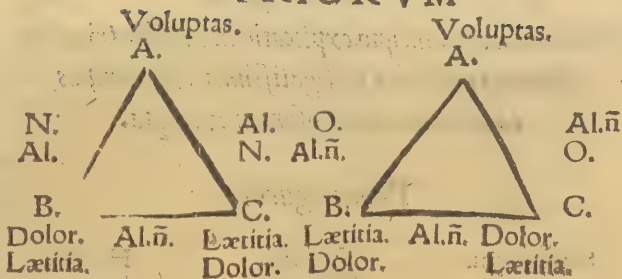 Voluptas. Voluptas.
A. A.
N. Al. O. Al.ñ
Al. N. Al.ñ. O.
B. C. B. C.
Dolor. Al.ñ. Lætitia. Lætitia. Al.ñ. Dolor.
Lætitia. Dolor. Dolor. Lætitia.